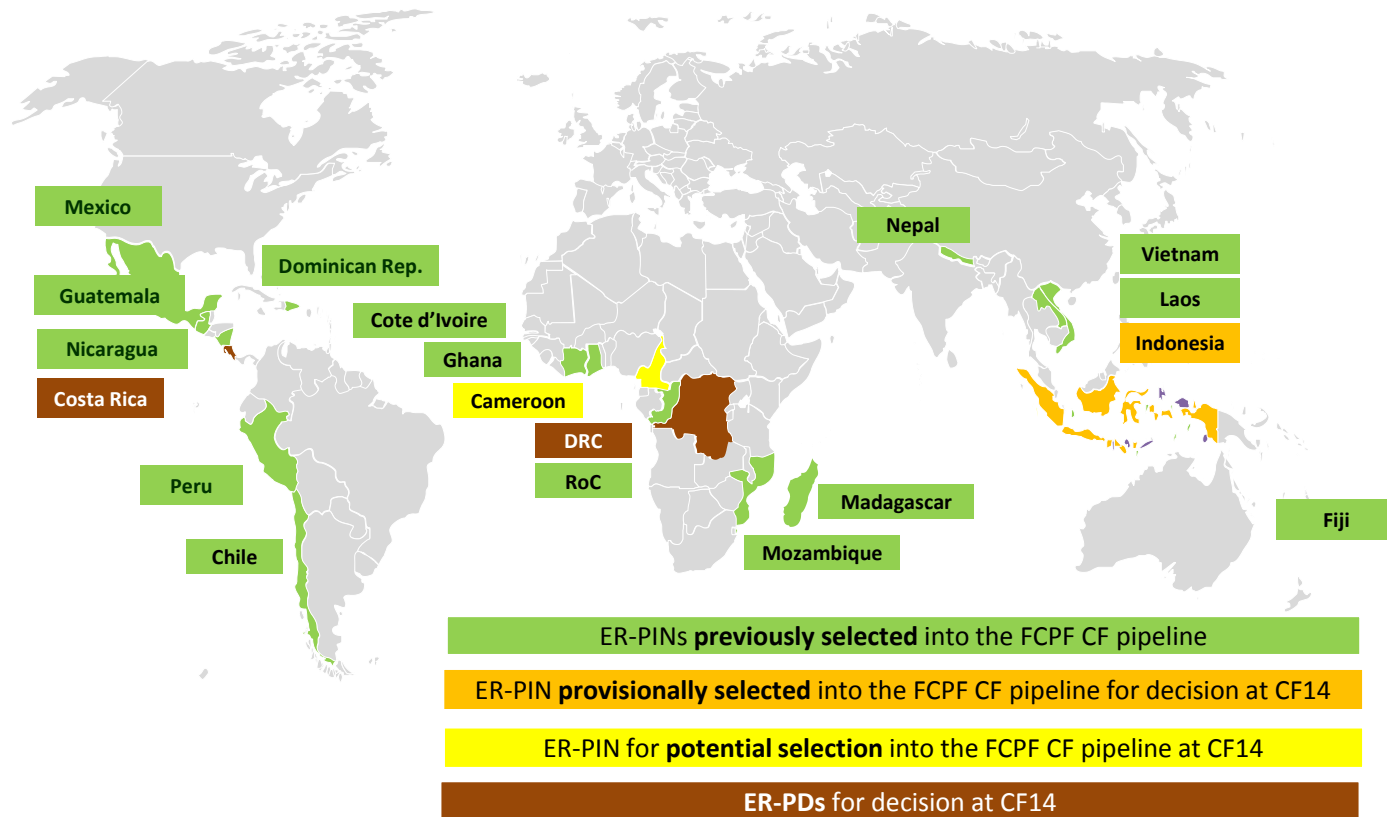 Mexico
Dominican Rep.
Guatemala
Nicaragua
Costa Rica
Peru
Chile
Cote d’Ivoire
Ghana
Cameroon
DRC
RoC
Madagascar
Mozambique
Nepal
Vietnam
Laos
Indonesia
Fiji
ER-PINs previously selected into the FCPF CF pipeline
ER-PIN provisionally selected into the FCPF CF pipeline for decision at CF14
ER-PIN for potential selection into the FCPF CF pipeline at CF14
ER-PDs for decision at CF14